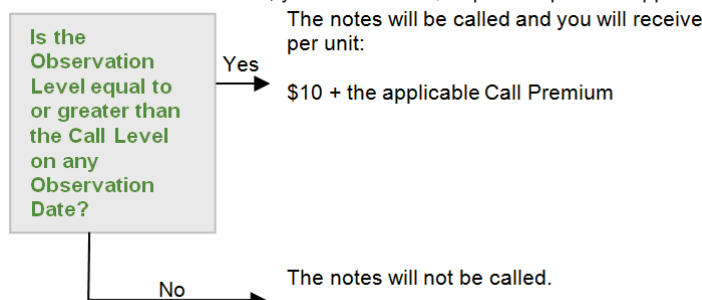 The notes will be called and you will receive
per unit:
Is the
Observation
Level equal to
or greater than
the Call Level
on any
Observation
Date?
Yes
$10 + the applicable Call Premium
No
The notes will not be called.